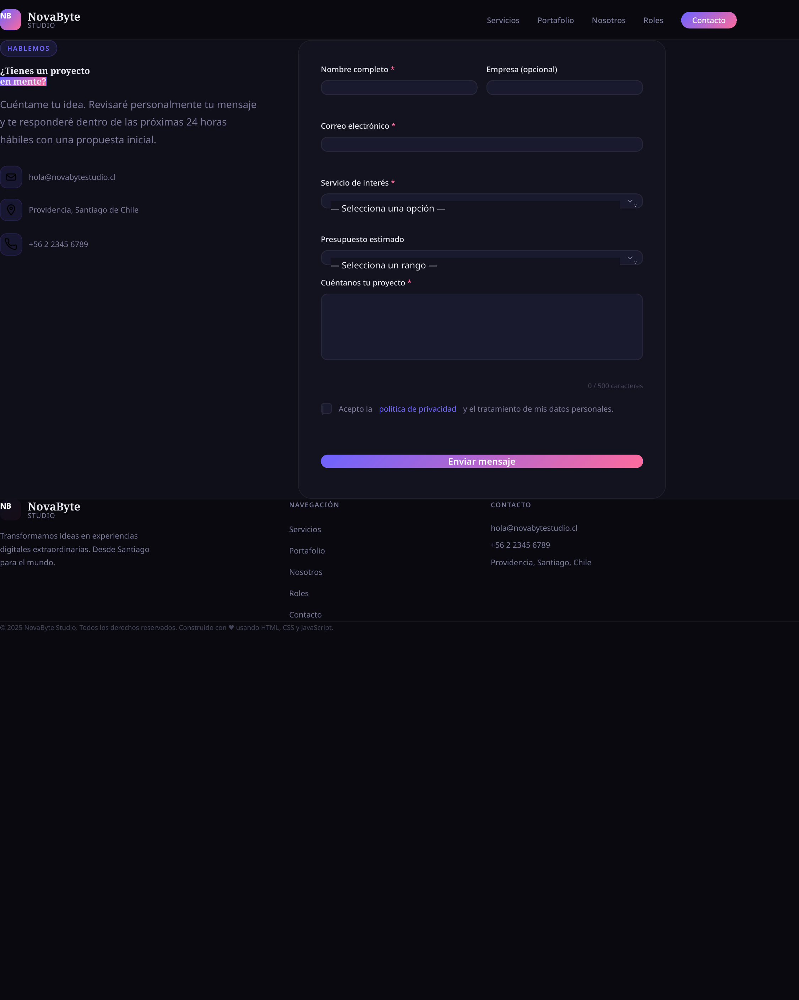 NB
NovaByte
STUDIO
Servicios
Portafolio
Nosotros
Roles
Contacto
HABLEMOS
¿Tienes un proyecto
en mente?
Cuéntame tu idea. Revisaré personalmente tu mensaje
y te responderé dentro de las próximas 24 horas
hábiles con una propuesta inicial.
hola@novabytestudio.cl
Providencia, Santiago de Chile
+56 2 2345 6789
Nombre completo *
Empresa (opcional)
Correo electrónico *
Servicio de interés *
— Selecciona una opción —
Presupuesto estimado
— Selecciona un rango —
Cuéntanos tu proyecto *
0 / 500 caracteres
Acepto la política de privacidad y el tratamiento de mis datos personales.
Enviar mensaje
NB
NovaByte
STUDIO
Transformamos ideas en experiencias
digitales extraordinarias. Desde Santiago
para el mundo.
NAVEGACIÓN
Servicios
Portafolio
Nosotros
Roles
Contacto
CONTACTO
hola@novabytestudio.cl
+56 2 2345 6789
Providencia, Santiago, Chile
© 2025 NovaByte Studio. Todos los derechos reservados. Construido con ♥ usando HTML, CSS y JavaScript.